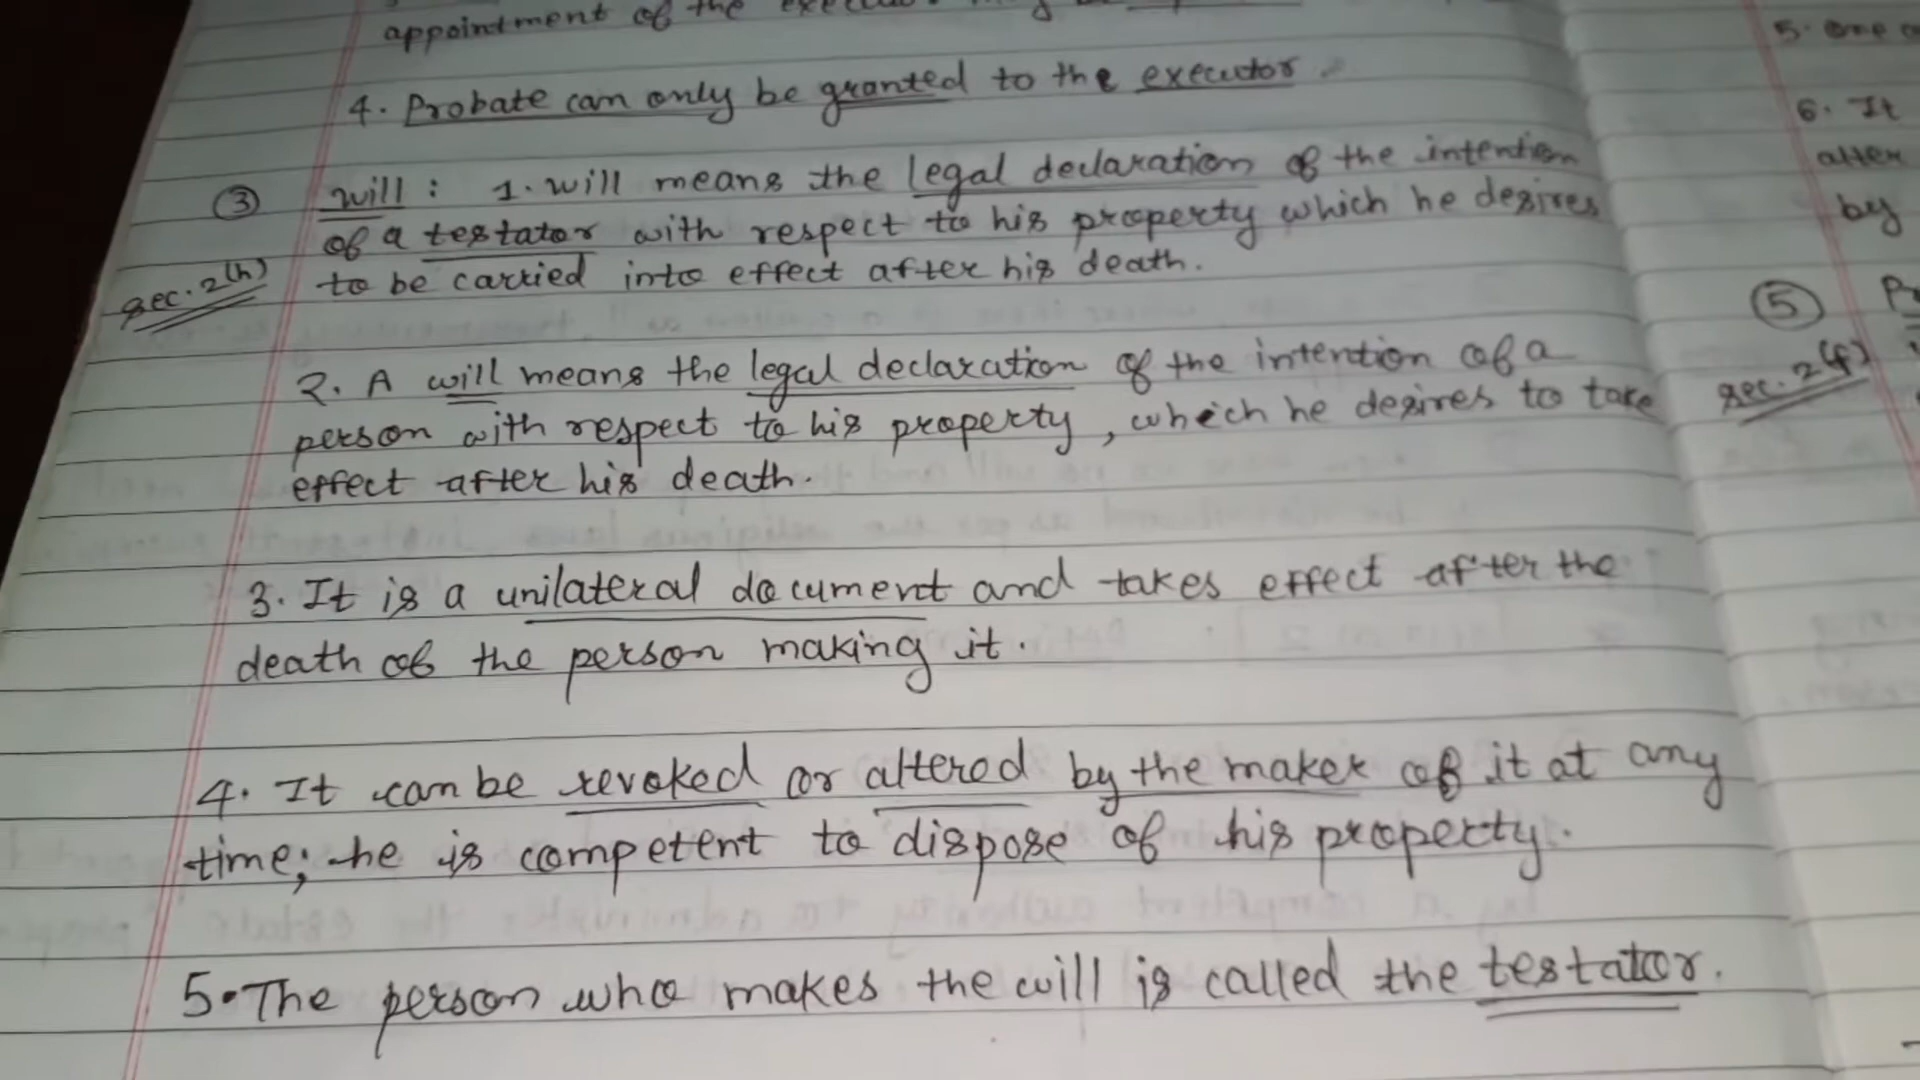 appointment of the
4. Probate can only be granted to the executor.
③ Will : 1. Will means the legal declaration of the intention
of a testator with respect to his property which he desires
sec. 2(h) to be carried into effect after his death.
2. A will means the legal declaration of the intention of a
person with respect to his property, which he desires to take
effect after his death.
3. It is a unilateral document and takes effect after the
death of the person making it.
4. It can be revoked or altered by the maker of it at any
time; he is competent to dispose of his property.
5. The person who makes the will is called the testator.
5. One
6. It
after
by
⑤
sec. 2(f)